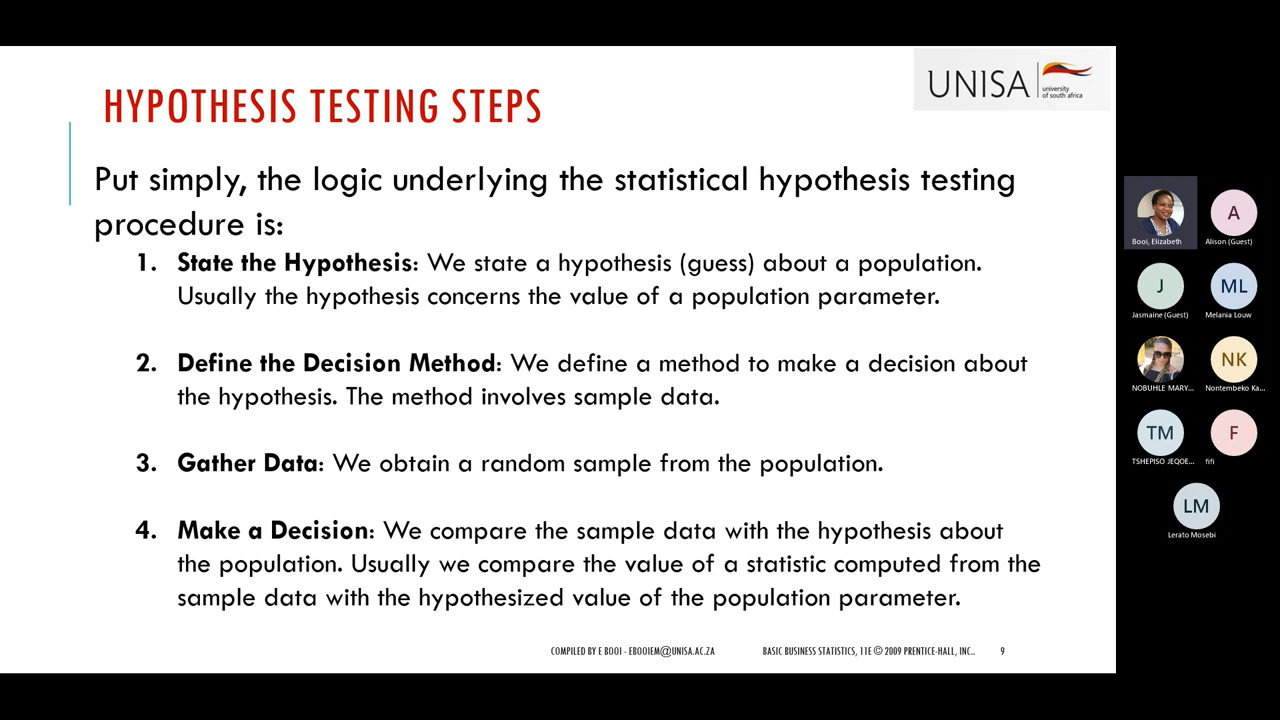 UNISA
university
of south africa
HYPOTHESIS TESTING STEPS
Put simply, the logic underlying the statistical hypothesis testing
procedure is:
1. State the Hypothesis: We state a hypothesis (guess) about a population.
Usually the hypothesis concerns the value of a population parameter.
2. Define the Decision Method: We define a method to make a decision about
the hypothesis. The method involves sample data.
3. Gather Data: We obtain a random sample from the population.
4. Make a Decision: We compare the sample data with the hypothesis about
the population. Usually we compare the value of a statistic computed from the
sample data with the hypothesized value of the population parameter.
COMPILED BY E BOOI - EBOOIEM@UNISA.AC.ZA BASIC BUSINESS STATISTICS, 11E © 2009 PRENTICE-HALL, INC.. 9
Booi, Elizabeth
A
Alison (Guest)
J
Jasmaine (Guest)
ML
Melania Louw
NOBUHLE MARY...
NK
Nontembeko Ka...
TM
TSHEPISO JEQOE...
F
fifi
LM
Lerato Mosebi